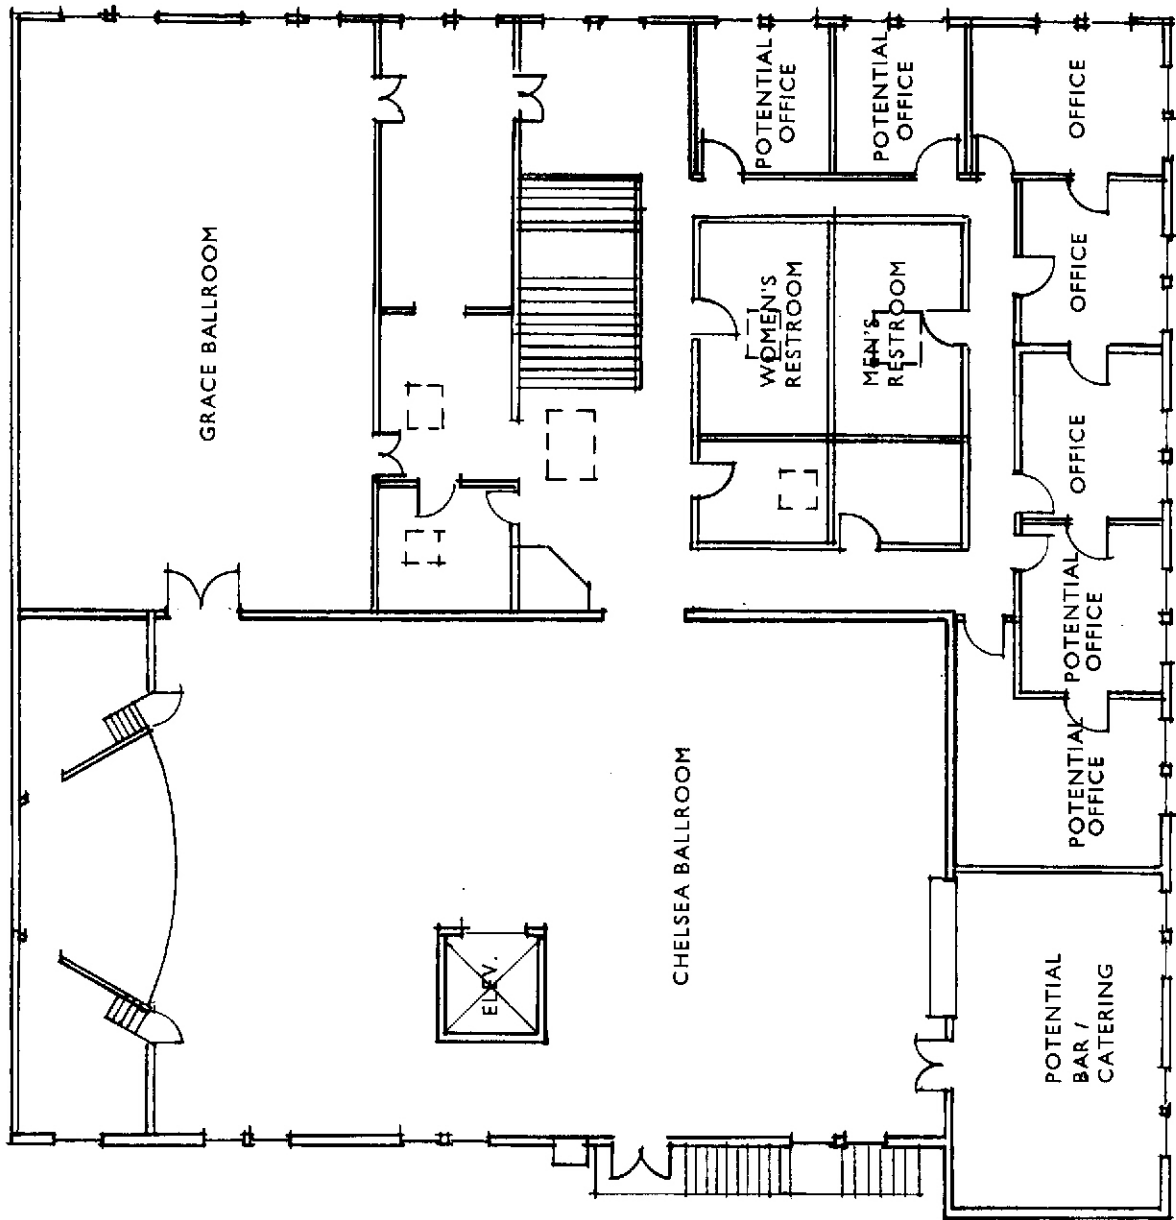 GRACE BALLROOM
POTENTIAL
OFFICE
POTENTIAL
OFFICE
OFFICE
OFFICE
WOMEN'S
RESTROOM
MEN'S
RESTROOM
OFFICE
POTENTIAL
OFFICE
POTENTIAL
OFFICE
CHELSEA BALLROOM
ELEV.
POTENTIAL
BAR /
CATERING